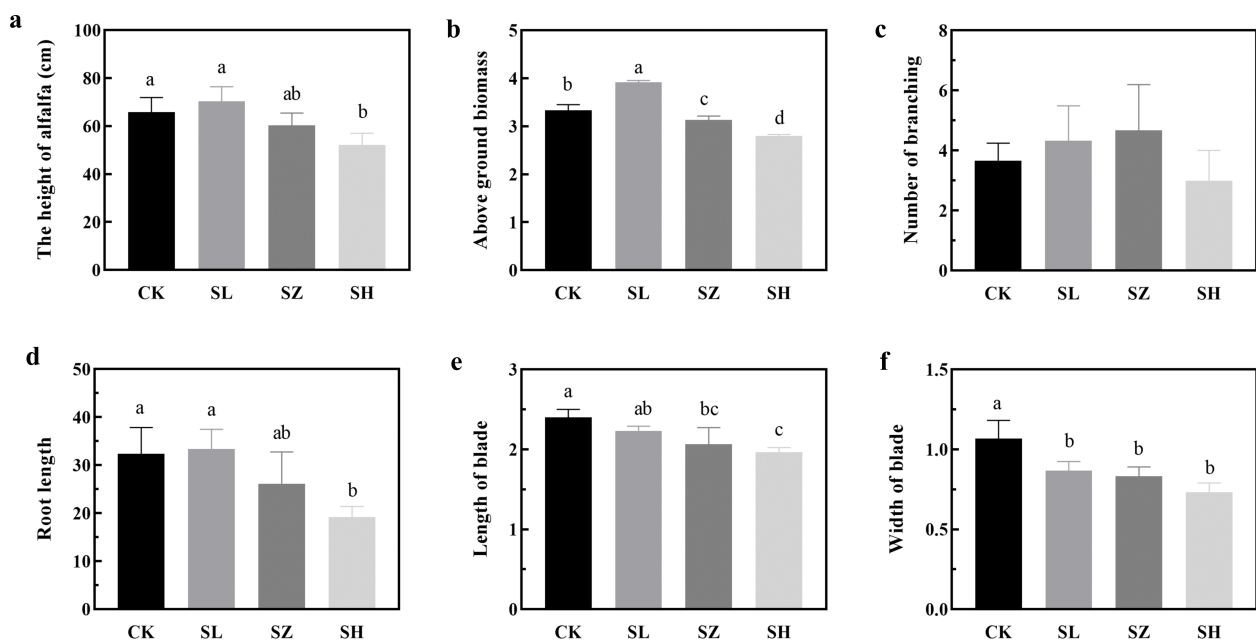 a
The height of alfalfa (cm)
100
80
60
40
20
0
a
a
ab
b
CK SL SZ SH
b
Above ground biomass
5
4
3
2
1
0
b
a
c
d
CK SL SZ SH
c
Number of branching
8
6
4
2
0
CK SL SZ SH
d
Root length
50
40
30
20
10
0
a
a
ab
b
CK SL SZ SH
e
Length of blade
3
2
1
0
a
ab
bc
c
CK SL SZ SH
f
Width of blade
1.5
1.0
0.5
0.0
a
b
b
b
CK SL SZ SH